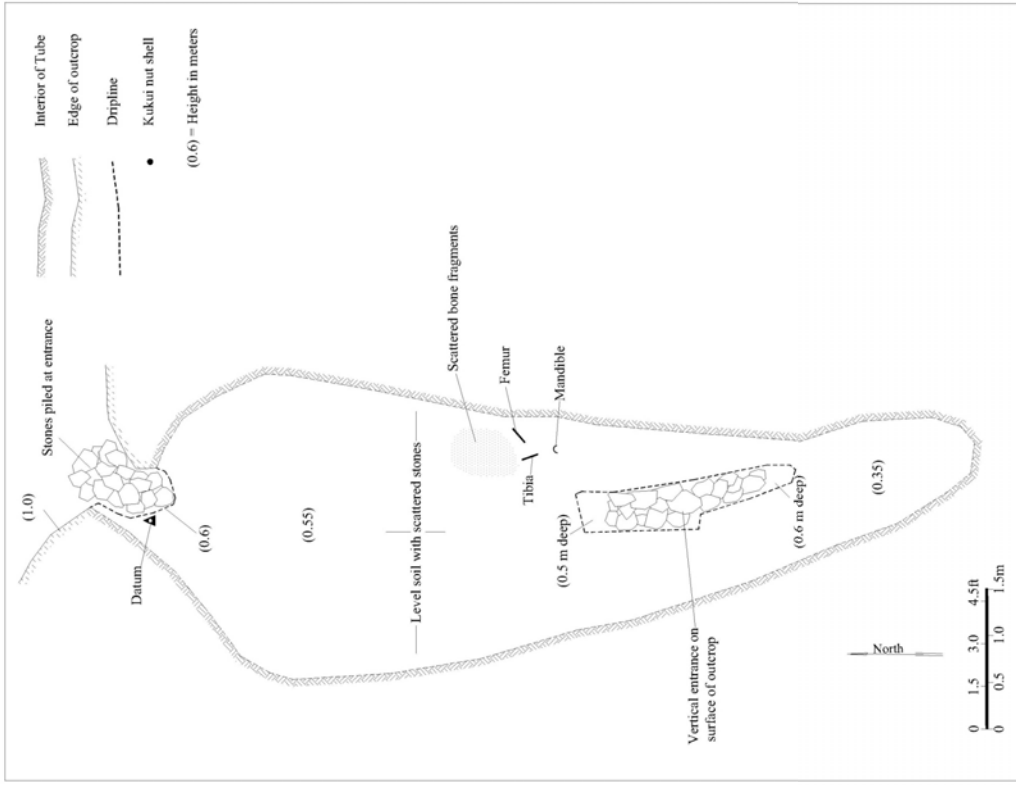 Interior of Tube
Edge of outcrop
Dripline
Kukui nut shell
(0.6) = Height in meters
Stones piled at entrance
(1.0)
Datum
(0.6)
(0.55)
Level soil with scattered stones
Scattered bone fragments
Femur
Tibia
Mandible
(0.5 m deep)
(0.6 m deep)
(0.35)
Vertical entrance on
surface of outcrop
North
0 1.5 3.0 4.5ft
0 0.5 1.0 1.5m